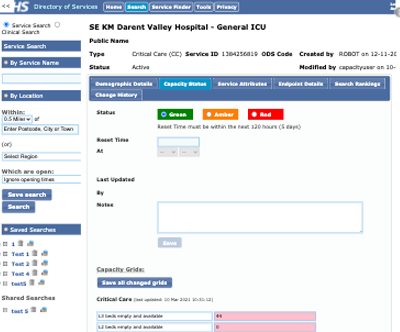 HS Directory of Services Home Search Service Finder Tools Privacy
Service Search Clinical Search
Service Search
By Service Name
By Location
Within:
0.5 Miles of
Enter Postcode, City or Town
(or)
Select Region
Which are open:
Ignore opening times
Save search
Search
Saved Searches
1
Test 1
Test 2
Test 4
test5
Shared Searches
test 5
SE KM Darent Valley Hospital - General ICU
Public Name
Type Critical Care (CC) Service ID 1384256819 ODS Code Created by ROBOT on 12-11-20
Status Active Modified by capacityuser on 10-
Demographic Details Capacity Status Service Attributes Endpoint Details Search Rankings
Change History
Status Green Amber Red
Reset Time must be within the next 120 hours (5 days)
Reset Time
At -- --
Last Updated
By
Notes
Save
Capacity Grids:
Save all changed grids
Critical Care (last updated: 10 Mar 2021 10:31:12)
L3 beds empty and available 44
L2 beds empty and available 0